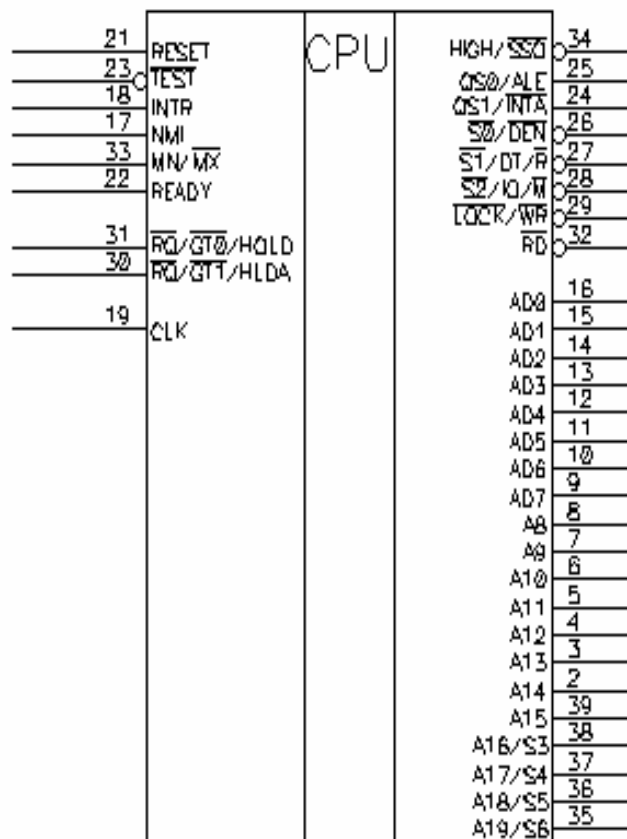 CPU
21 RESET
23 TEST
18 INTR
17 NMI
33 MN/MX
22 READY
31 RQ/GT0/HOLD
30 RQ/GT1/HLDA
19 CLK
HIGH/SSO 34
QS0/ALE 25
QS1/INTA 24
S0/DEN 26
S1/DT/R 27
S2/IO/M 28
LOCK/WR 29
RD 32
AD0 16
AD1 15
AD2 14
AD3 13
AD4 12
AD5 11
AD6 10
AD7 9
A8 8
A9 7
A10 6
A11 5
A12 4
A13 3
A14 2
A15 39
A16/S3 38
A17/S4 37
A18/S5 36
A19/S6 35